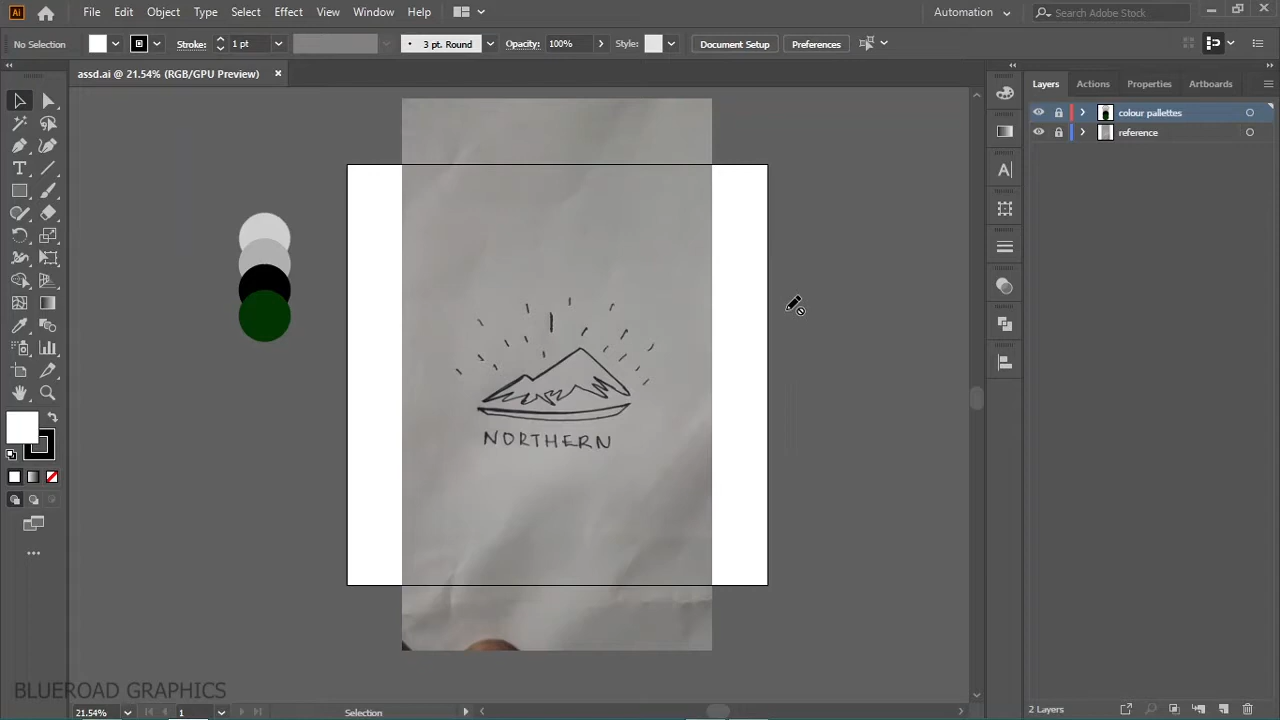 Ai File Edit Object Type Select Effect View Window Help Automation Search Adobe Stock
No Selection Stroke: 1 pt 3 pt. Round Opacity: 100% Style: Document Setup Preferences
assd.ai @ 21.54% (RGB/GPU Preview)
Layers Actions Properties Artboards
colour pallettes
reference
NORTHERN
BLUEROAD GRAPHICS
21.54% 1 Selection
2 Layers